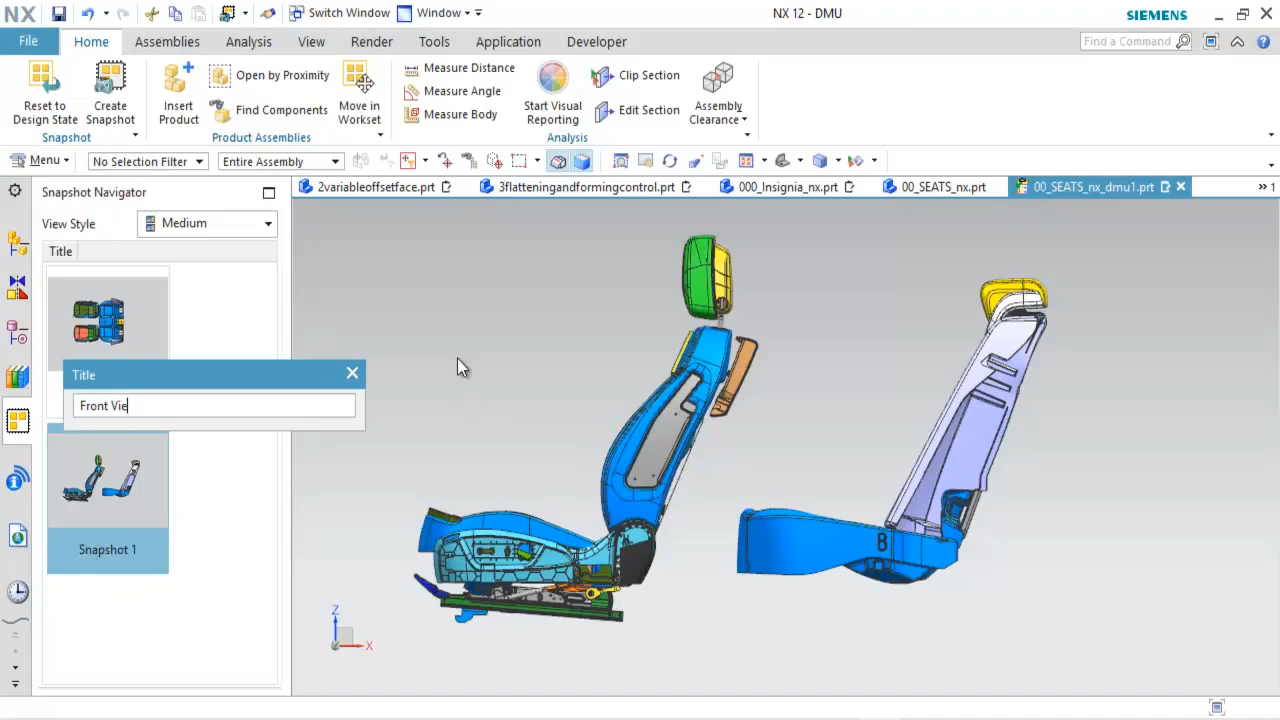 NX
Switch Window
Window
NX 12 - DMU
SIEMENS
File
Home
Assemblies
Analysis
View
Render
Tools
Application
Developer
Find a Command
Reset to
Design State
Create
Snapshot
Snapshot
Insert
Product
Open by Proximity
Find Components
Move in
Workset
Product Assemblies
Measure Distance
Measure Angle
Measure Body
Start Visual
Reporting
Clip Section
Edit Section
Assembly
Clearance
Analysis
Menu
No Selection Filter
Entire Assembly
Snapshot Navigator
2variableoffsetface.prt
3flatteningandformingcontrol.prt
000_Insignia_nx.prt
00_SEATS_nx.prt
00_SEATS_nx_dmu1.prt
1
View Style
Medium
Title
Title
Front Vie
Snapshot 1
B
Z
X
Y